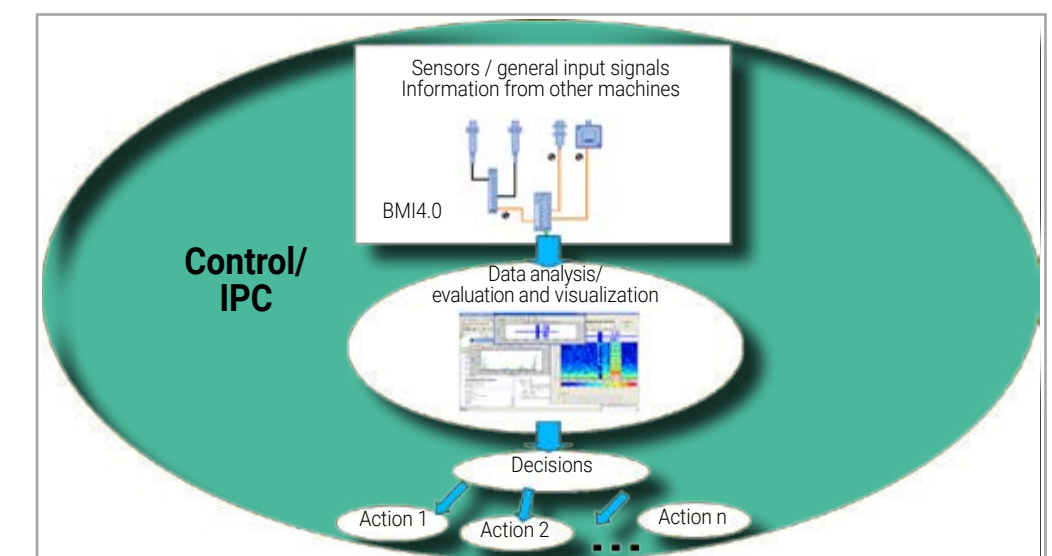 Sensors / general input signals
Information from other machines
BMI4.0
Control/
IPC
Data analysis/
evaluation and visualization
Decisions
Action 1
Action 2
...
Action n